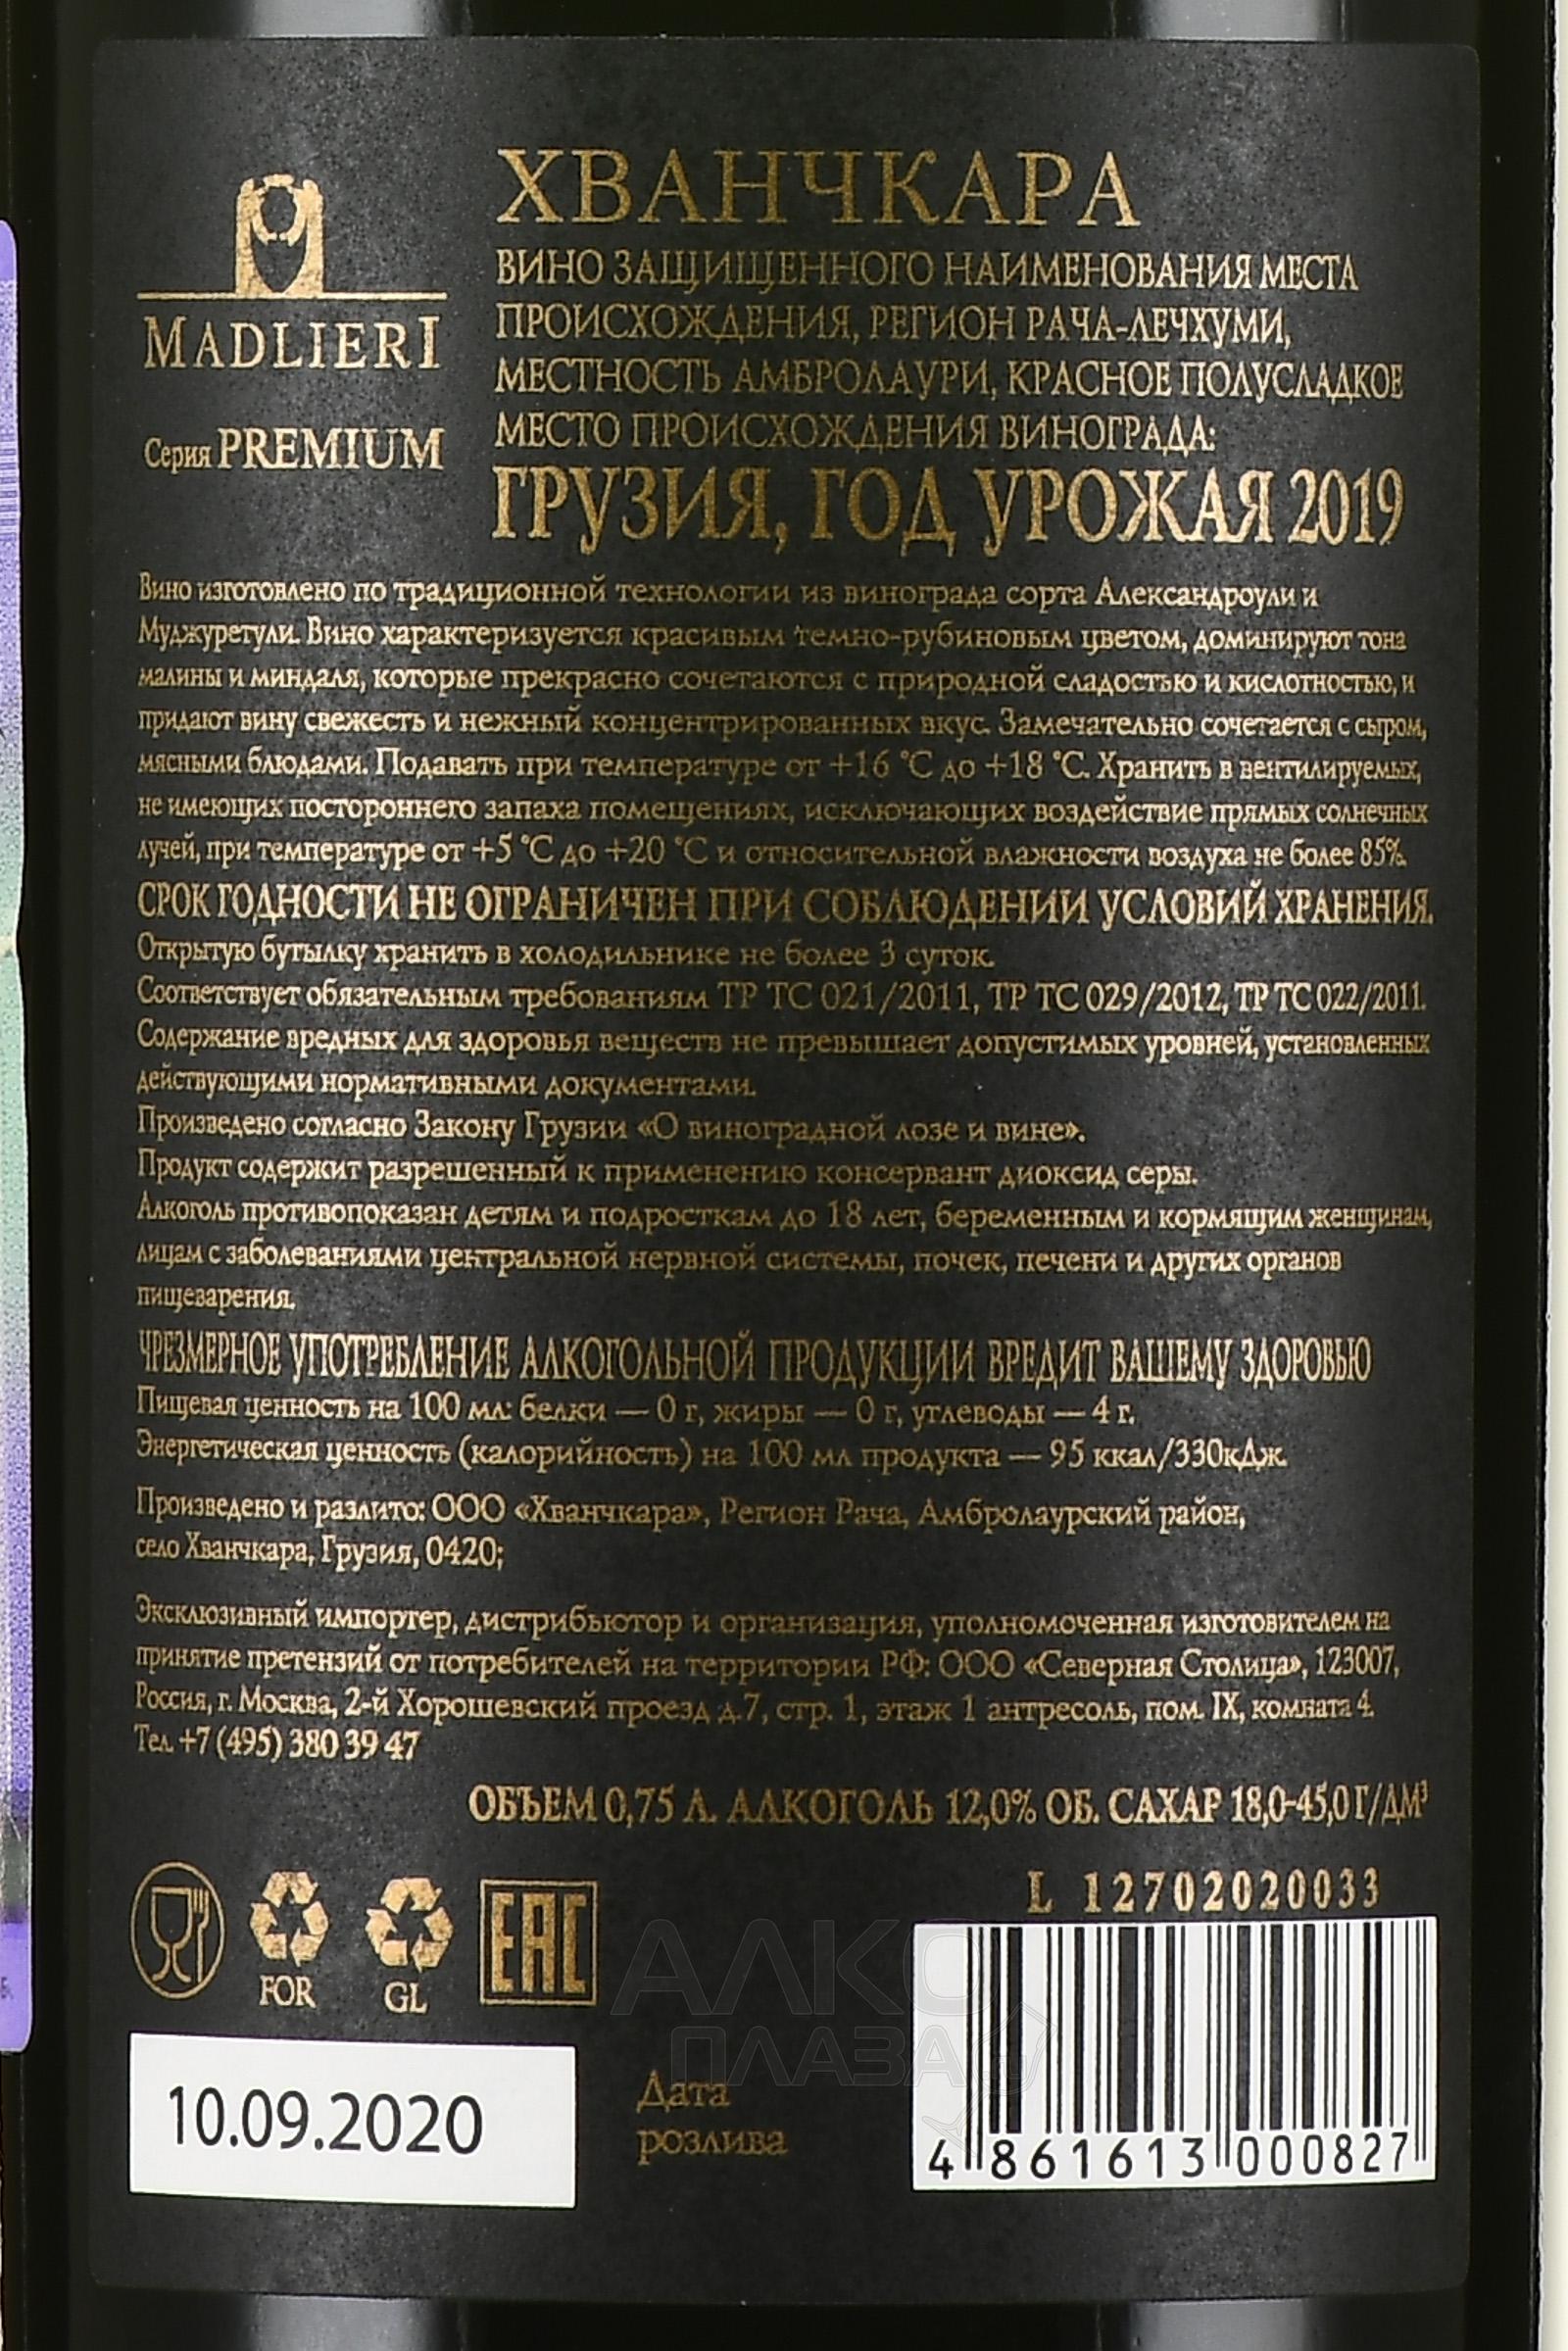 MADLIERI
Серия PREMIUM
ХВАНЧКАРА
ВИНО ЗАЩИЩЕННОГО НАИМЕНОВАНИЯ МЕСТА
ПРОИСХОЖДЕНИЯ, РЕГИОН РАЧА-ЛЕЧХУМИ,
МЕСТНОСТЬ АМБРОЛАУРИ, КРАСНОЕ ПОЛУСЛАДКОЕ
МЕСТО ПРОИСХОЖДЕНИЯ ВИНОГРАДА:
ГРУЗИЯ, ГОД УРОЖАЯ 2019
Вино изготовлено по традиционной технологии из винограда сорта Александроули и
Муджуретули. Вино характеризуется красивым темно-рубиновым цветом, доминируют тона
малины и миндаля, которые прекрасно сочетаются с природной сладостью и кислотностью, и
придают вину свежесть и нежный концентрированных вкус. Замечательно сочетается с сыром,
мясными блюдами. Подавать при температуре от +16 °С до +18 °С. Хранить в вентилируемых,
не имеющих постороннего запаха помещениях, исключающих воздействие прямых солнечных
лучей, при температуре от +5 °С до +20 °С и относительной влажности воздуха не более 85%.
СРОК ГОДНОСТИ НЕ ОГРАНИЧЕН ПРИ СОБЛЮДЕНИИ УСЛОВИЙ ХРАНЕНИЯ.
Открытую бутылку хранить в холодильнике не более 3 суток.
Соответствует обязательным требованиям ТР ТС 021/2011, ТР ТС 029/2012, ТР ТС 022/2011.
Содержание вредных для здоровья веществ не превышает допустимых уровней, установленных
действующими нормативными документами.
Произведено согласно Закону Грузии «О виноградной лозе и вине».
Продукт содержит разрешенный к применению консервант диоксид серы.
Алкоголь противопоказан детям и подросткам до 18 лет, беременным и кормящим женщинам,
лицам с заболеваниями центральной нервной системы, почек, печени и других органов
пищеварения.
ЧРЕЗМЕРНОЕ УПОТРЕБЛЕНИЕ АЛКОГОЛЬНОЙ ПРОДУКЦИИ ВРЕДИТ ВАШЕМУ ЗДОРОВЬЮ
Пищевая ценность на 100 мл: белки — 0 г, жиры — 0 г, углеводы — 4 г.
Энергетическая ценность (калорийность) на 100 мл продукта — 95 ккал/330кДж.
Произведено и разлито: ООО «Хванчкара», Регион Рача, Амбролаурский район,
село Хванчкара, Грузия, 0420;
Эксклюзивный импортер, дистрибьютор и организация, уполномоченная изготовителем на
принятие претензий от потребителей на территории РФ: ООО «Северная Столица», 123007,
Россия, г. Москва, 2-й Хорошевский проезд д.7, стр. 1, этаж 1 антресоль, пом. IX, комната 4.
Тел. +7 (495) 380 39 47
ОБЪЕМ 0,75 Л. АЛКОГОЛЬ 12,0% ОБ. САХАР 18,0-45,0 Г/ДМ³
L 12702020033
FOR
GL
EAC
АЛКО
ПЛАЗА
10.09.2020
Дата
розлива
4 861613 000827